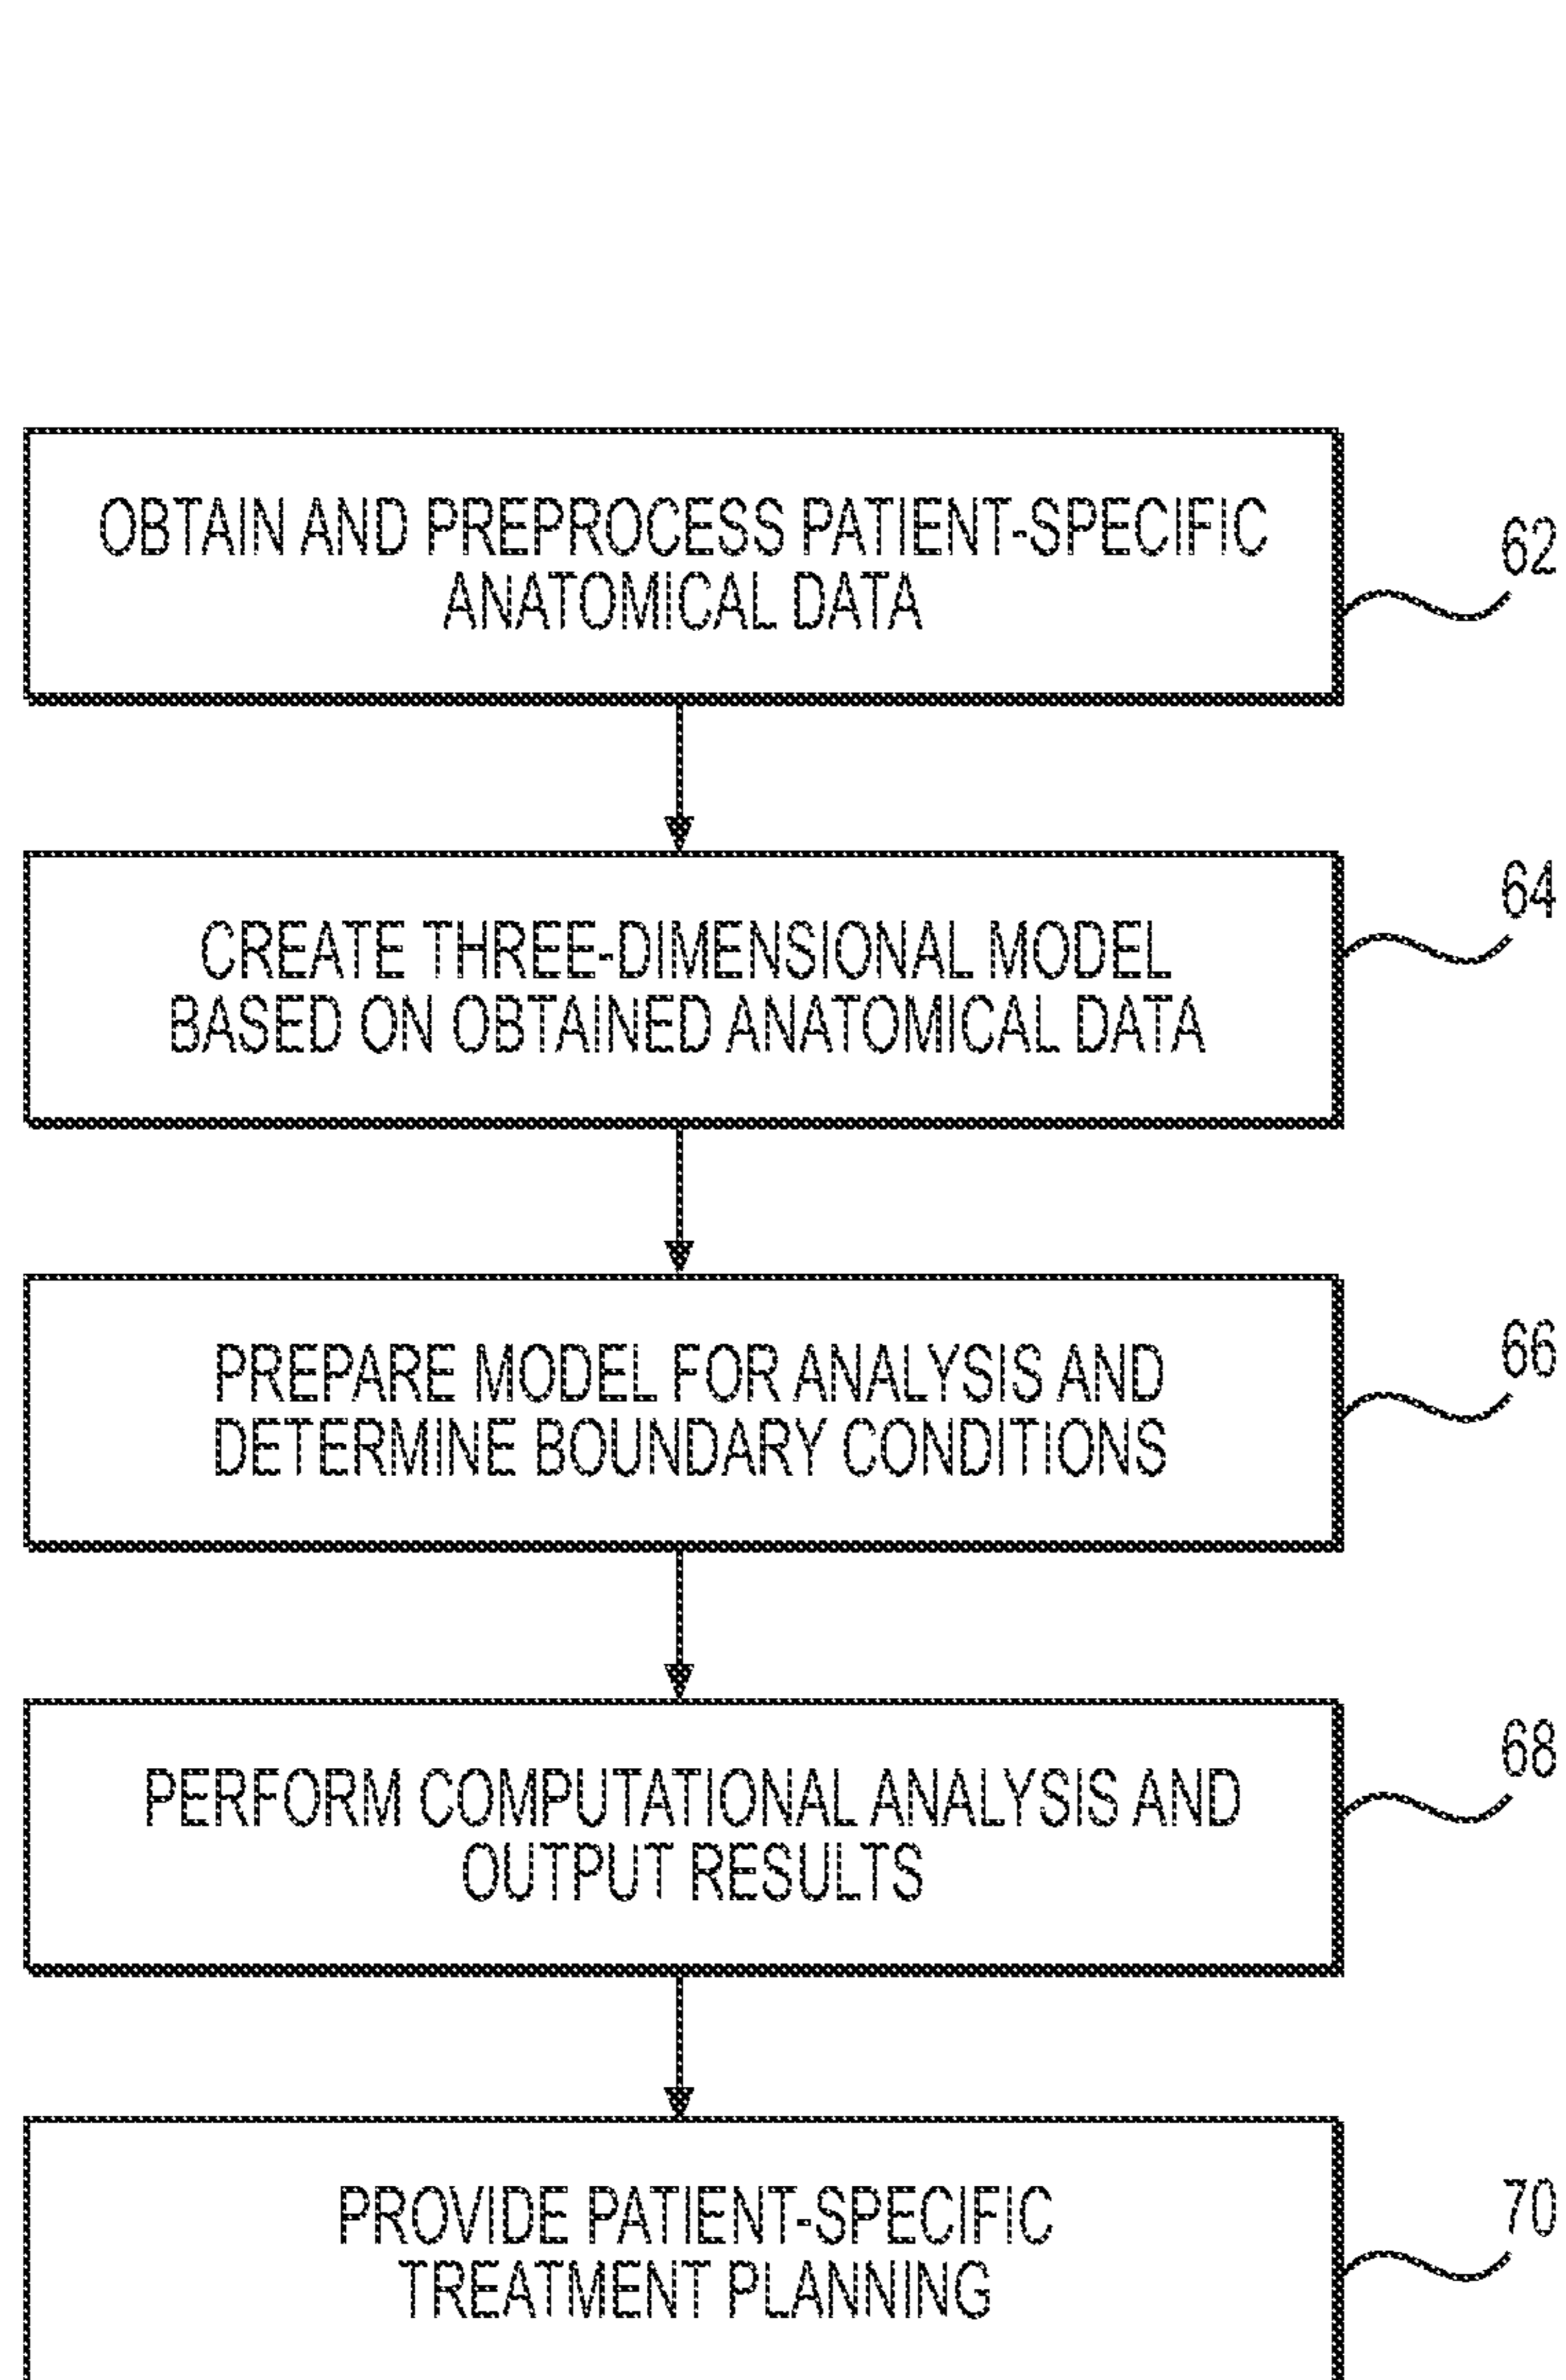 OBTAIN AND PREPROCESS PATIENT-SPECIFIC
ANATOMICAL DATA
62
CREATE THREE-DIMENSIONAL MODEL
BASED ON OBTAINED ANATOMICAL DATA
64
PREPARE MODEL FOR ANALYSIS AND
DETERMINE BOUNDARY CONDITIONS
66
PERFORM COMPUTATIONAL ANALYSIS AND
OUTPUT RESULTS
68
PROVIDE PATIENT-SPECIFIC
TREATMENT PLANNING
70